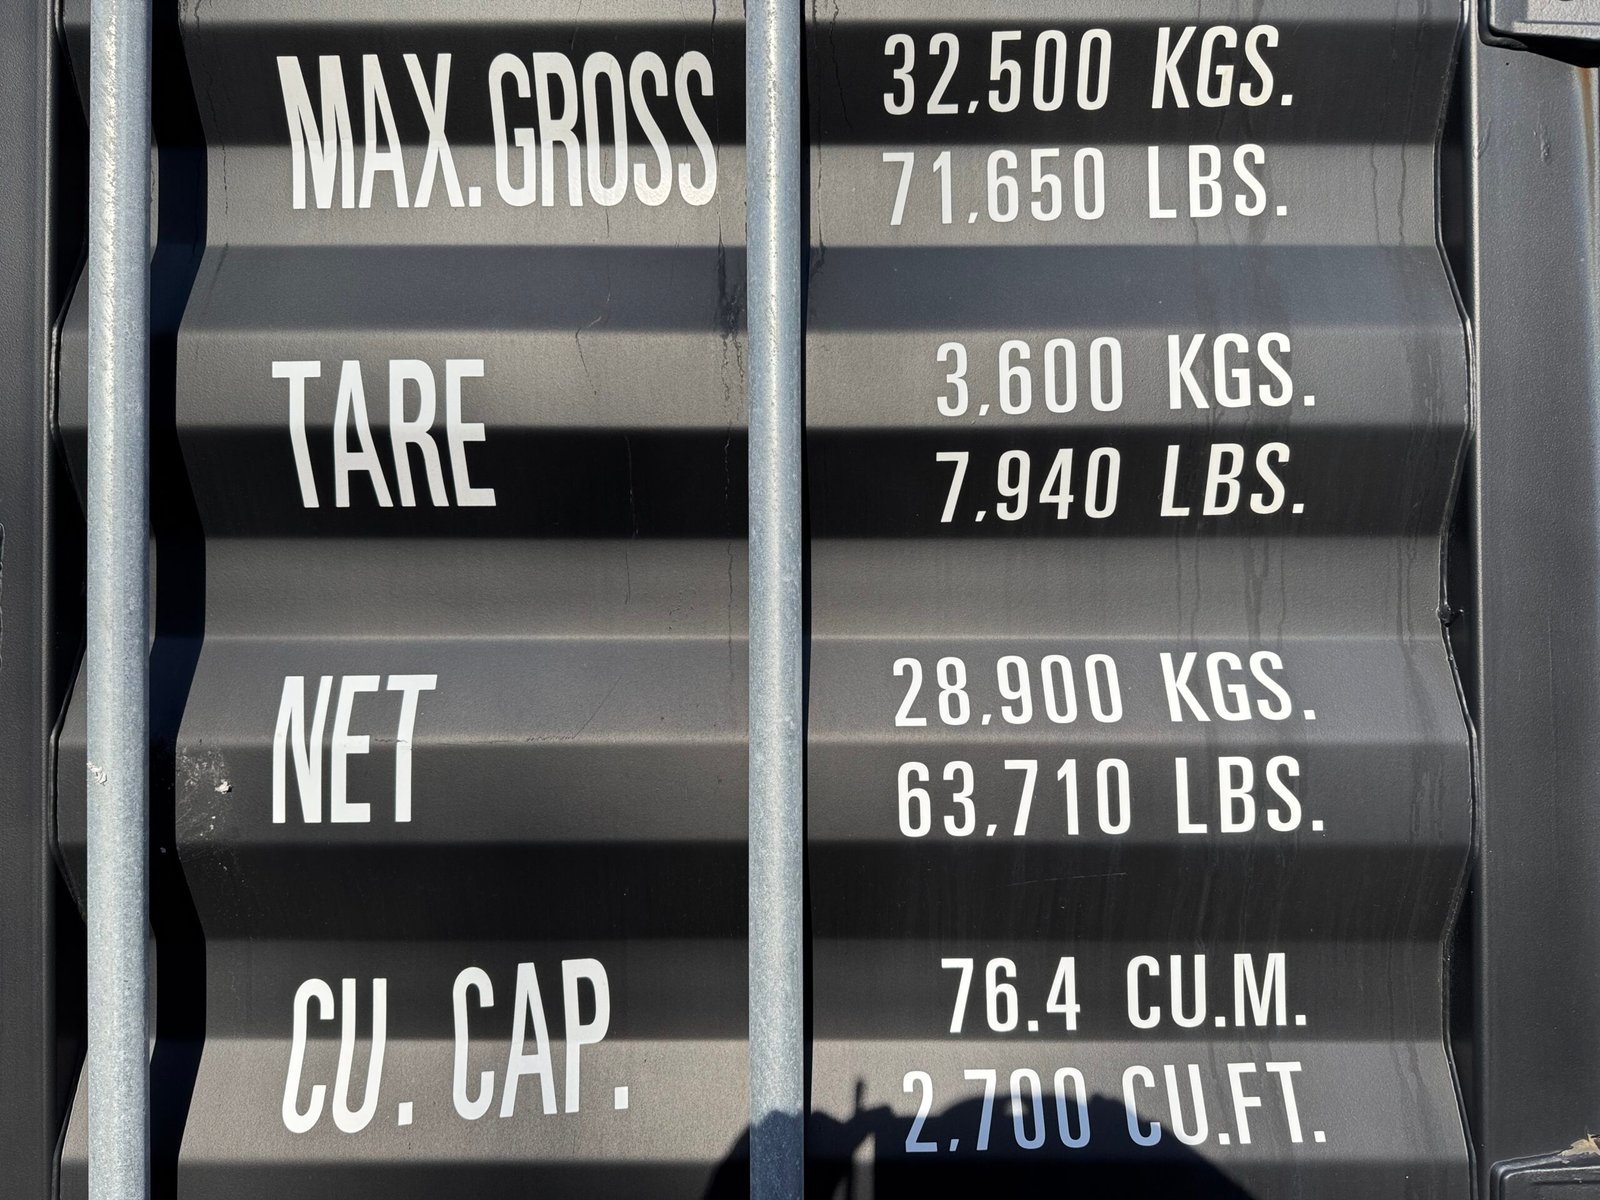 MAX.GROSS 32,500 KGS.
71,650 LBS.
TARE 3,600 KGS.
7,940 LBS.
NET 28,900 KGS.
63,710 LBS.
CU. CAP. 76.4 CU.M.
2,700 CU.FT.